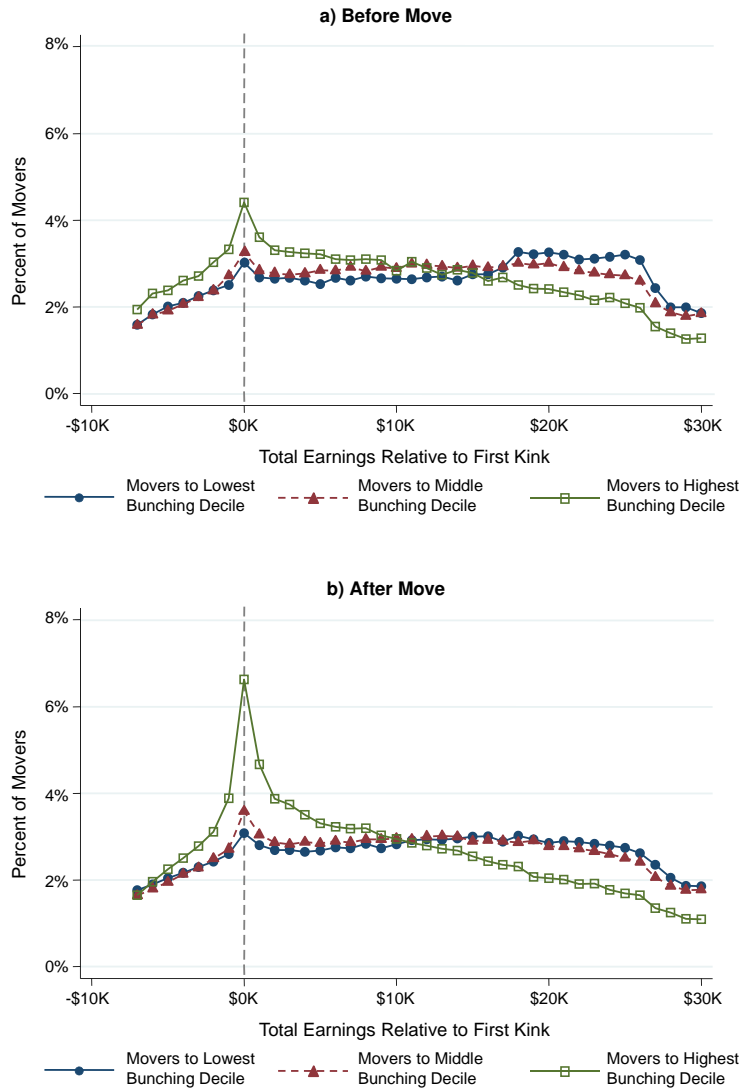 a) Before Move
8%
6%
4%
2%
0%
Percent of Movers
-$10K $0K $10K $20K $30K
Total Earnings Relative to First Kink
Movers to Lowest Bunching Decile
Movers to Middle Bunching Decile
Movers to Highest Bunching Decile
b) After Move
8%
6%
4%
2%
0%
Percent of Movers
-$10K $0K $10K $20K $30K
Total Earnings Relative to First Kink
Movers to Lowest Bunching Decile
Movers to Middle Bunching Decile
Movers to Highest Bunching Decile